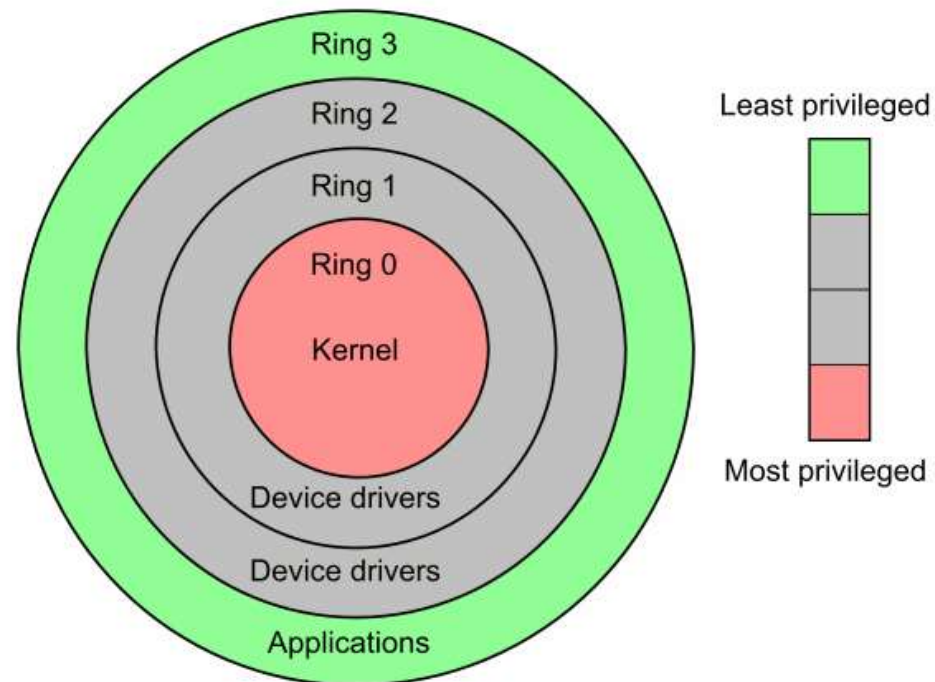 Ring 3
Ring 2
Ring 1
Ring 0
Kernel
Device drivers
Device drivers
Applications
Least privileged
Most privileged